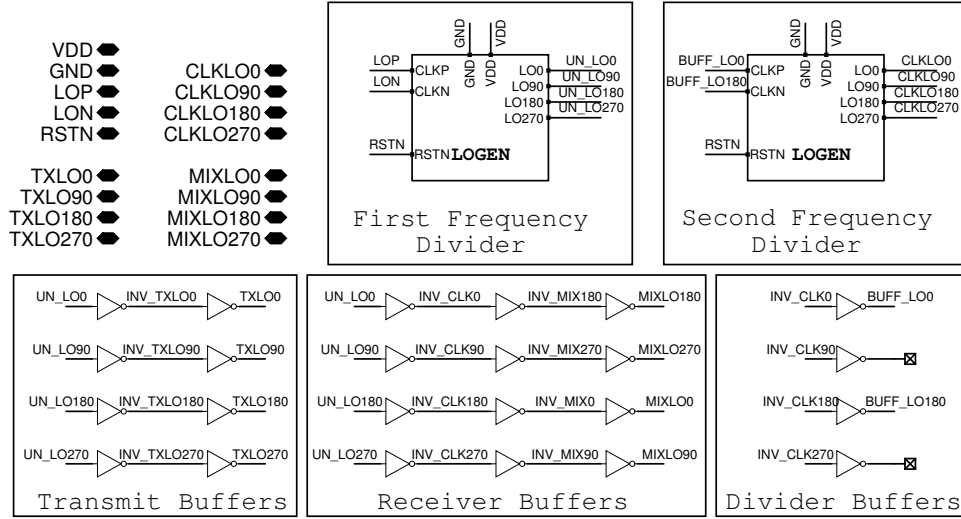 VDD
GND
LOP
LON
RSTN
CLKLO0
CLKLO90
CLKLO180
CLKLO270
TXLO0
TXLO90
TXLO180
TXLO270
MIXLO0
MIXLO90
MIXLO180
MIXLO270
GND VDD
LOP CLKP GND VDD LO0 UN_LO0
LON CLKN LO90 UN_LO90
LO180 UN_LO180
LO270 UN_LO270
RSTN RSTN LOGEN
First Frequency
Divider
GND VDD
BUFF_LO0 CLKP GND VDD LO0 CLKLO0
BUFF_LO180 CLKN LO90 CLKLO90
LO180 CLKLO180
LO270 CLKLO270
RSTN RSTN LOGEN
Second Frequency
Divider
UN_LO0 INV_TXLO0 TXLO0
UN_LO90 INV_TXLO90 TXLO90
UN_LO180 INV_TXLO180 TXLO180
UN_LO270 INV_TXLO270 TXLO270
Transmit Buffers
UN_LO0 INV_CLK0 INV_MIX180 MIXLO180
UN_LO90 INV_CLK90 INV_MIX270 MIXLO270
UN_LO180 INV_CLK180 INV_MIX0 MIXLO0
UN_LO270 INV_CLK270 INV_MIX90 MIXLO90
Receiver Buffers
INV_CLK0 BUFF_LO0
INV_CLK90
INV_CLK180 BUFF_LO180
INV_CLK270
Divider Buffers